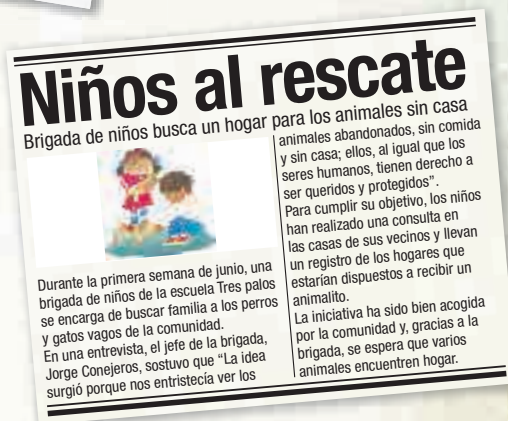 Niños al rescate
Brigada de niños busca un hogar para los animales sin casa
Durante la primera semana de junio, una
brigada de niños de la escuela Tres palos
se encarga de buscar familia a los perros
y gatos vagos de la comunidad.
En una entrevista, el jefe de la brigada,
Jorge Conejeros, sostuvo que “La idea
surgió porque nos entristecía ver los
animales abandonados, sin comida
y sin casa; ellos, al igual que los
seres humanos, tienen derecho a
ser queridos y protegidos”.
Para cumplir su objetivo, los niños
han realizado una consulta en
las casas de sus vecinos y llevan
un registro de los hogares que
estarían dispuestos a recibir un
animalito.
La iniciativa ha sido bien acogida
por la comunidad y, gracias a la
brigada, se espera que varios
animales encuentren hogar.